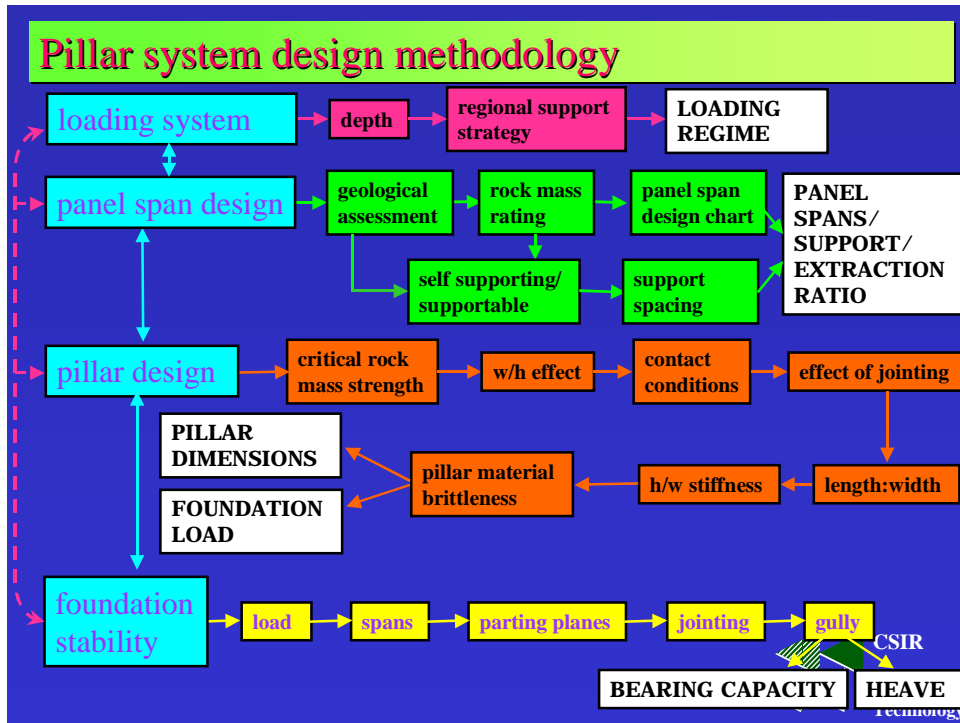 Pillar system design methodology
loading system
depth
regional support
strategy
LOADING
REGIME
panel span design
geological
assessment
rock mass
rating
panel span
design chart
PANEL
SPANS/
SUPPORT/
EXTRACTION
RATIO
self supporting/
supportable
support
spacing
pillar design
critical rock
mass strength
w/h effect
contact
conditions
effect of jointing
PILLAR
DIMENSIONS
FOUNDATION
LOAD
pillar material
brittleness
h/w stiffness
length:width
foundation
stability
load
spans
parting planes
jointing
gully
CSIR
BEARING CAPACITY
HEAVE
Technology